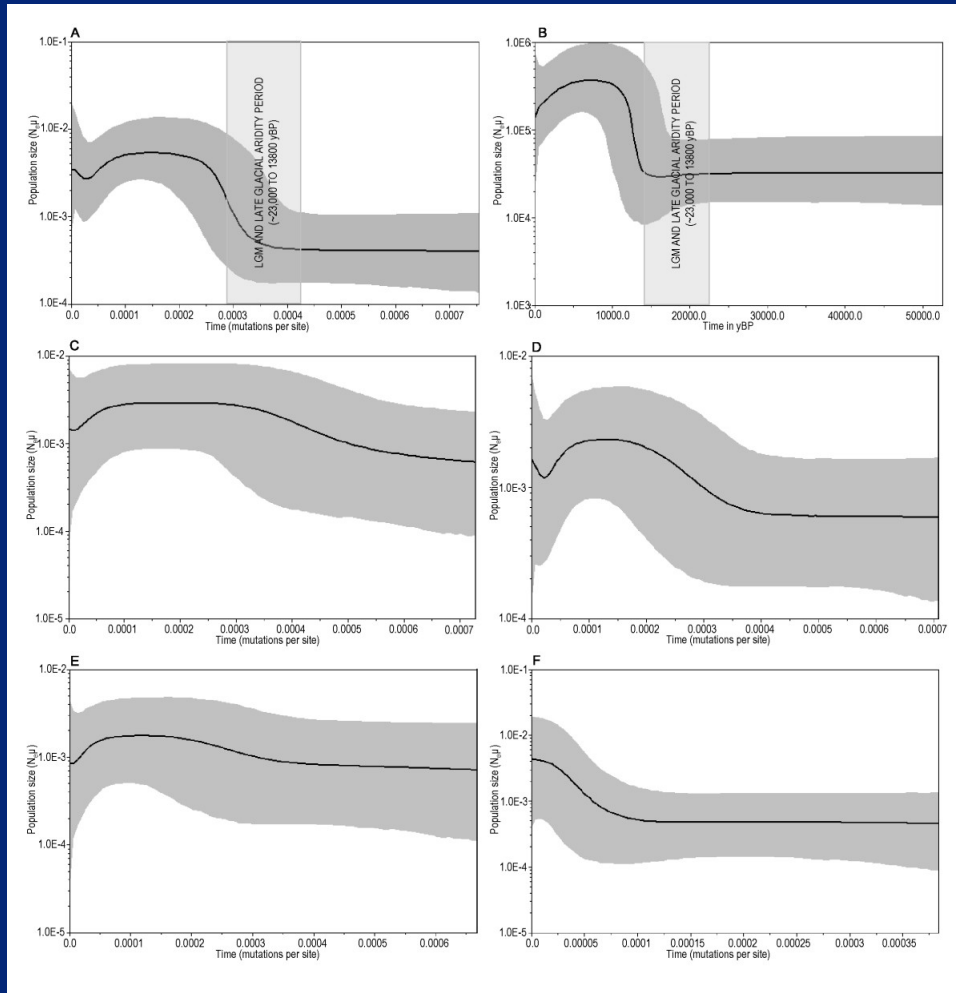 A
Population size (Neμ)
1.0E-1
1.0E-2
1.0E-3
1.0E-4
LGM AND LATE GLACIAL ARIDITY PERIOD
(~23,000 TO 13800 yBP)
0.0 0.0001 0.0002 0.0003 0.0004 0.0005 0.0006 0.0007
Time (mutations per site)
B
Population size (Neμ)
1.0E6
1.0E5
1.0E4
1.0E3
LGM AND LATE GLACIAL ARIDITY PERIOD
(~23,000 TO 13800 yBP)
0.0 10000.0 20000.0 30000.0 40000.0 50000.0
Time in yBP
C
Population size (Neμ)
1.0E-2
1.0E-3
1.0E-4
1.0E-5
0.0 0.0001 0.0002 0.0003 0.0004 0.0005 0.0006 0.0007
Time (mutations per site)
D
Population size (Neμ)
1.0E-2
1.0E-3
1.0E-4
0.0 0.0001 0.0002 0.0003 0.0004 0.0005 0.0006 0.0007
Time (mutations per site)
E
Population size (Neμ)
1.0E-2
1.0E-3
1.0E-4
1.0E-5
0.0 0.0001 0.0002 0.0003 0.0004 0.0005 0.0006
Time (mutations per site)
F
Population size (Neμ)
1.0E-1
1.0E-2
1.0E-3
1.0E-4
1.0E-5
0.0 0.00005 0.0001 0.00015 0.0002 0.00025 0.0003 0.00035
Time (mutations per site)